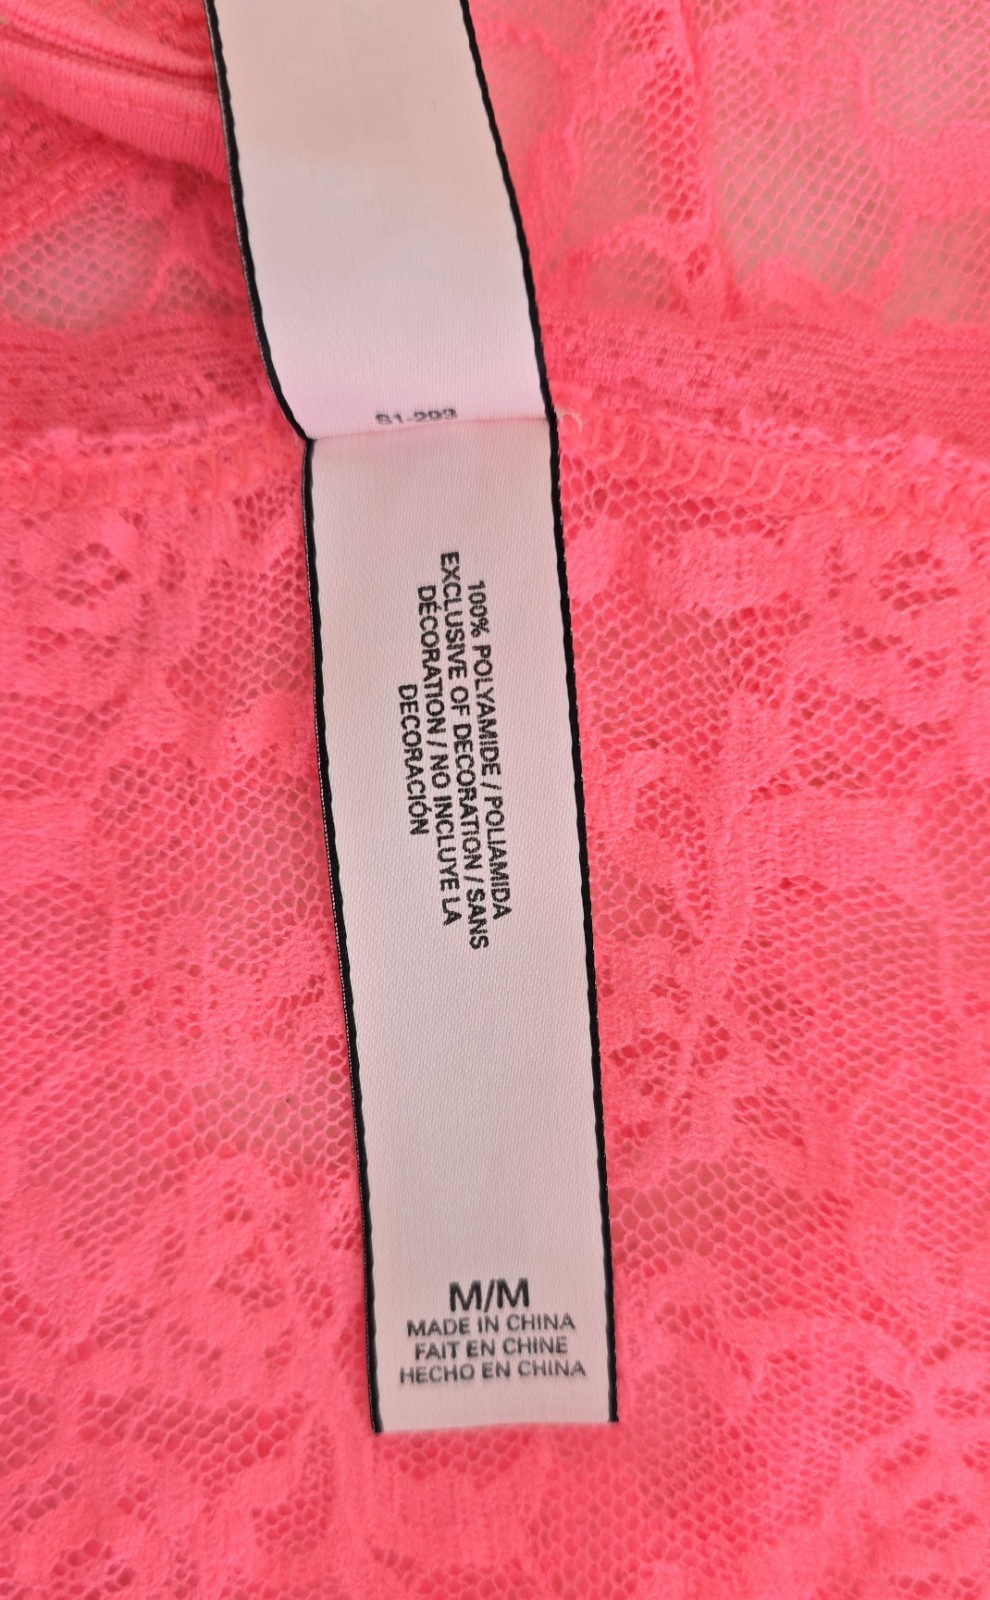 S1-293
100% POLYAMIDE / POLIAMIDA
EXCLUSIVE OF DECORATION / SANS
DÉCORATION / NO INCLUYE LA
DECORACIÓN
M/M
MADE IN CHINA
FAIT EN CHINE
HECHO EN CHINA